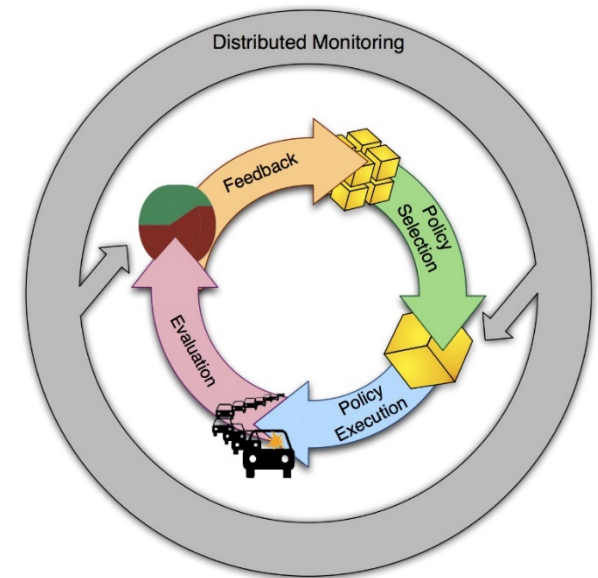 Distributed Monitoring
Feedback
Policy
Selection
Policy
Execution
Evaluation